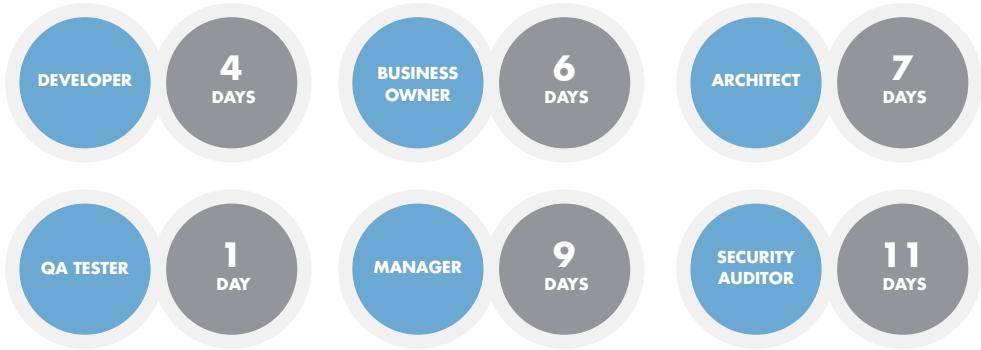 DEVELOPER
4
DAYS
BUSINESS
OWNER
6
DAYS
ARCHITECT
7
DAYS
QA TESTER
1
DAY
MANAGER
9
DAYS
SECURITY
AUDITOR
11
DAYS